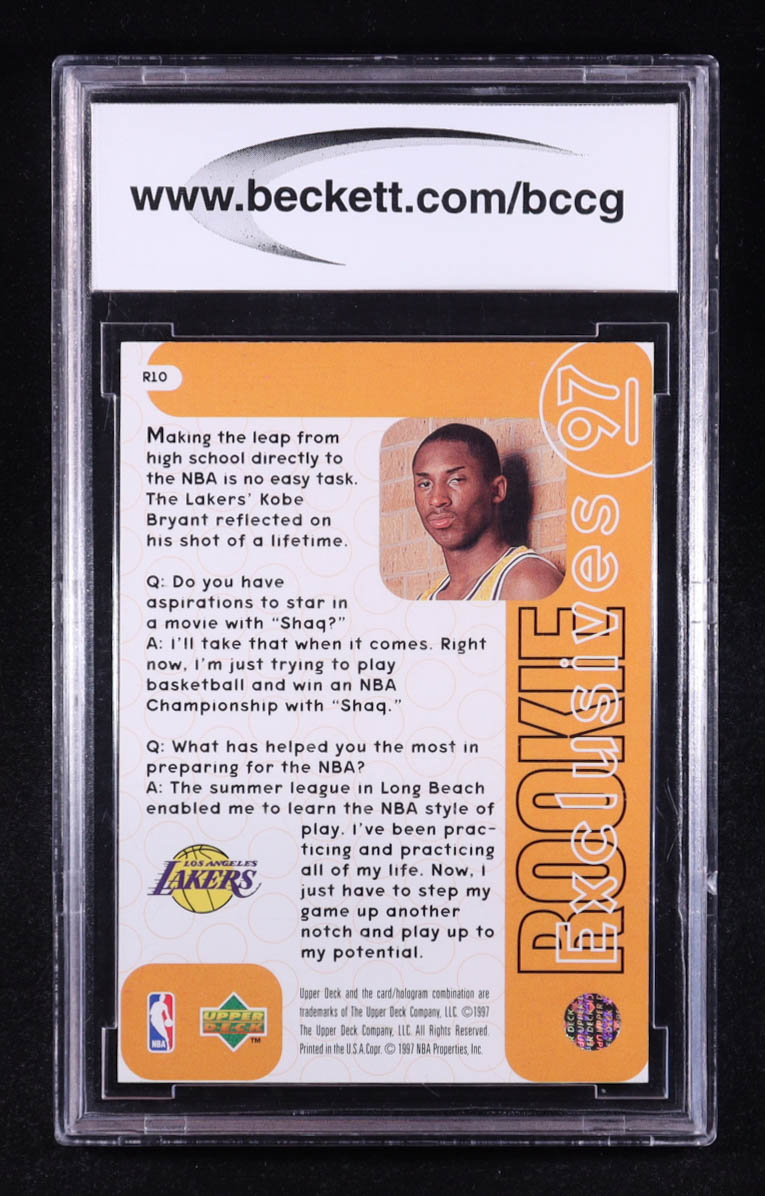 www.beckett.com/bccg
R10
97
Making the leap from
high school directly to
the NBA is no easy task.
The Lakers' Kobe
Bryant reflected on
his shot of a lifetime.
Q: Do you have
aspirations to star in
a movie with "Shaq?"
A: I'll take that when it comes. Right
now, I'm just trying to play
basketball and win an NBA
Championship with "Shaq."
Q: What has helped you the most in
preparing for the NBA?
A: The summer league in Long Beach
enabled me to learn the NBA style of
play. I've been prac-
ticing and practicing
all of my life. Now, I
just have to step my
game up another
notch and play up to
my potential.
ROOKIE
Exclusives
LOS ANGELES
LAKERS
NBA
UPPER
DECK
TM
Upper Deck and the card/hologram combination are
trademarks of The Upper Deck Company, LLC. ©1997
The Upper Deck Company, LLC. All Rights Reserved.
Printed in the U.S.A.Copr. © 1997 NBA Properties, Inc.